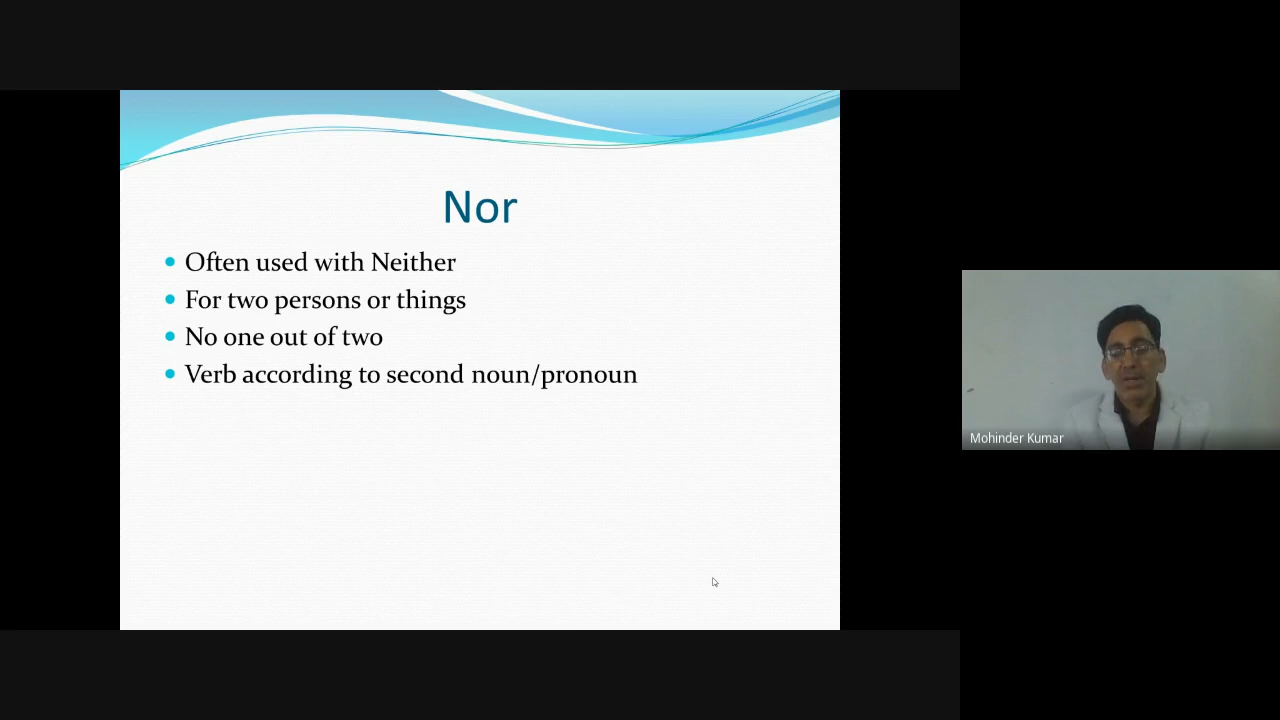 Nor
Often used with Neither
For two persons or things
No one out of two
Verb according to second noun/pronoun
Mohinder Kumar